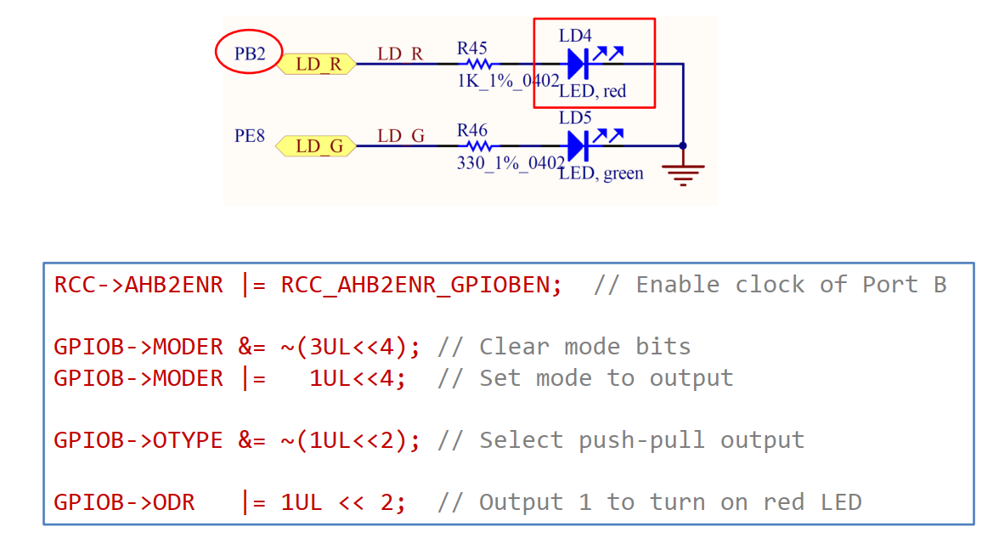 PB2 LD_R LD_R R45 LD4
1K_1%_0402 LED, red
PE8 LD_G LD_G R46 LD5
330_1%_0402 LED, green
RCC->AHB2ENR |= RCC_AHB2ENR_GPIOBEN; // Enable clock of Port B
GPIOB->MODER &= ~(3UL<<4); // Clear mode bits
GPIOB->MODER |= 1UL<<4; // Set mode to output
GPIOB->OTYPE &= ~(1UL<<2); // Select push-pull output
GPIOB->ODR |= 1UL << 2; // Output 1 to turn on red LED